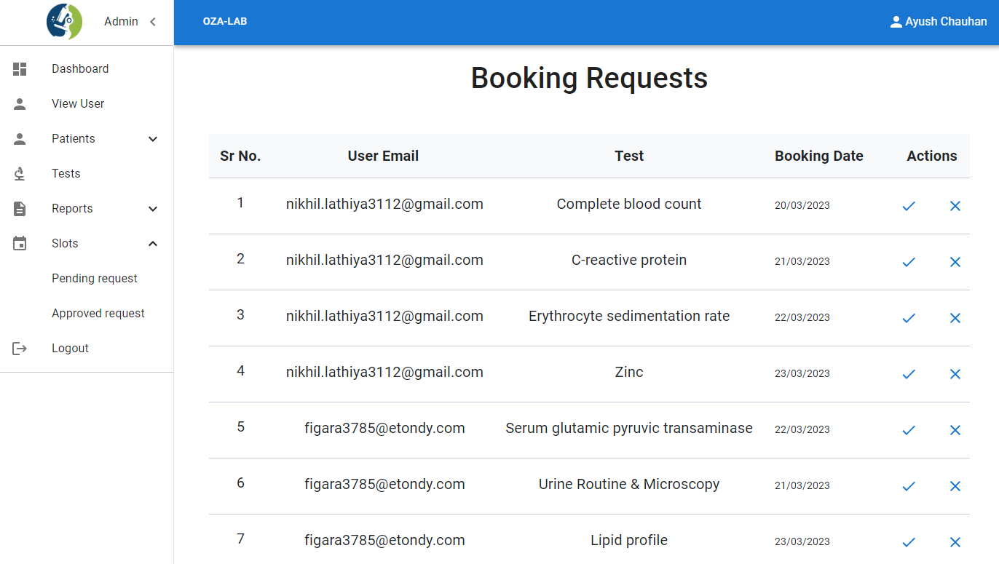 Admin
OZA-LAB
Ayush Chauhan
Dashboard
View User
Patients
Tests
Reports
Slots
Pending request
Approved request
Logout
Booking Requests
Sr No. User Email Test Booking Date Actions
1 nikhil.lathiya3112@gmail.com Complete blood count 20/03/2023
2 nikhil.lathiya3112@gmail.com C-reactive protein 21/03/2023
3 nikhil.lathiya3112@gmail.com Erythrocyte sedimentation rate 22/03/2023
4 nikhil.lathiya3112@gmail.com Zinc 23/03/2023
5 figara3785@etondy.com Serum glutamic pyruvic transaminase 22/03/2023
6 figara3785@etondy.com Urine Routine & Microscopy 21/03/2023
7 figara3785@etondy.com Lipid profile 23/03/2023